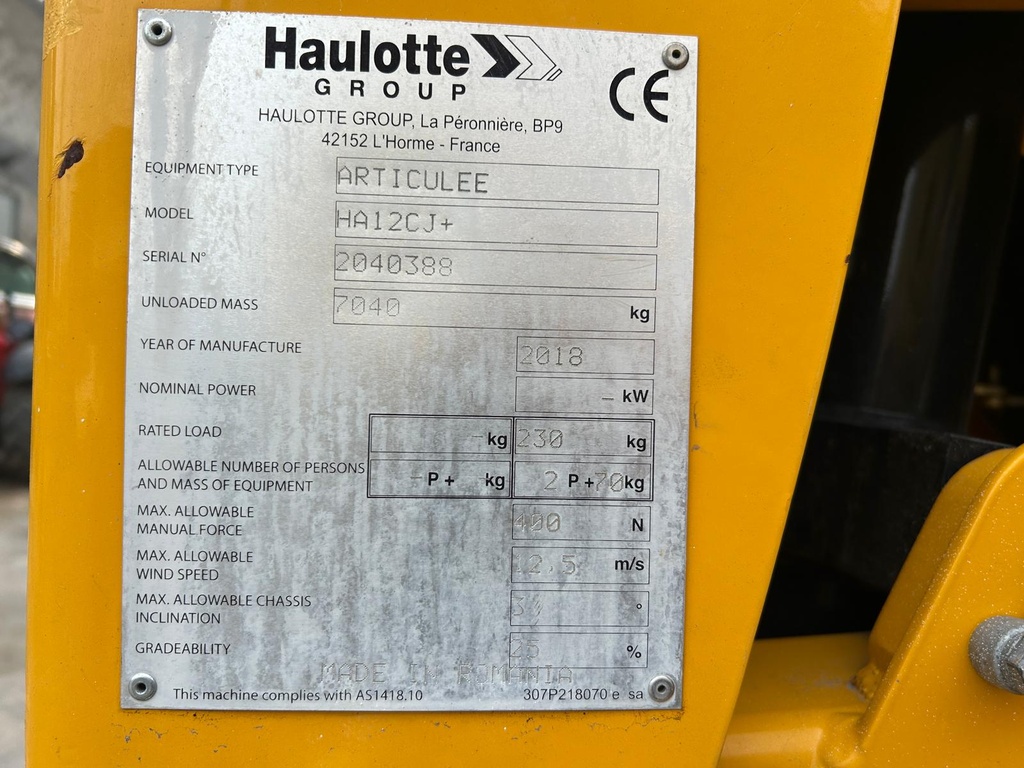 Haulotte
GROUP
CE
HAULOTTE GROUP, La Péronnière, BP9
42152 L'Horme - France
EQUIPMENT TYPE ARTICULEE
MODEL HA12CJ+
SERIAL N° 2040388
UNLOADED MASS 7040 kg
YEAR OF MANUFACTURE 2018
NOMINAL POWER – kW
RATED LOAD - kg 230 kg
ALLOWABLE NUMBER OF PERSONS
AND MASS OF EQUIPMENT - P + - kg 2 P + 70 kg
MAX. ALLOWABLE
MANUAL FORCE 400 N
MAX. ALLOWABLE
WIND SPEED 12.5 m/s
MAX. ALLOWABLE CHASSIS
INCLINATION °
GRADEABILITY 25 %
MADE IN ROMANIA
This machine complies with AS1418.10 307P218070 e sa